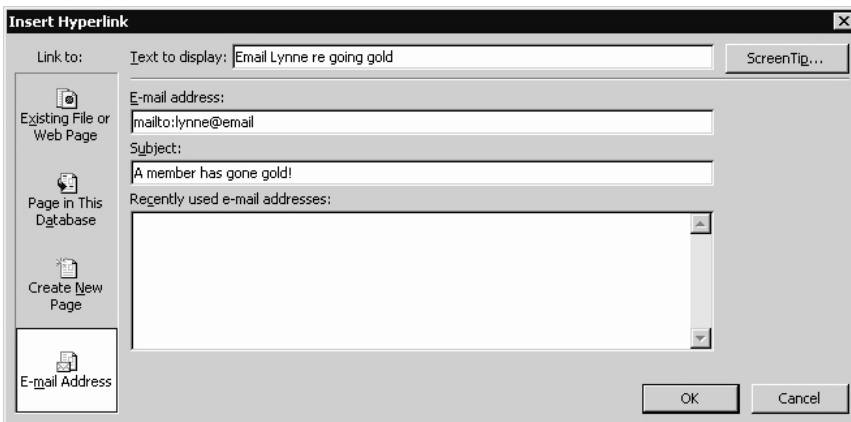 Insert Hyperlink
Link to:
Text to display: Email Lynne re going gold
ScreenTip...
Existing File or
Web Page
Page in This
Database
Create New
Page
E-mail Address
E-mail address:
mailto:lynne@email
Subject:
A member has gone gold!
Recently used e-mail addresses:
OK
Cancel